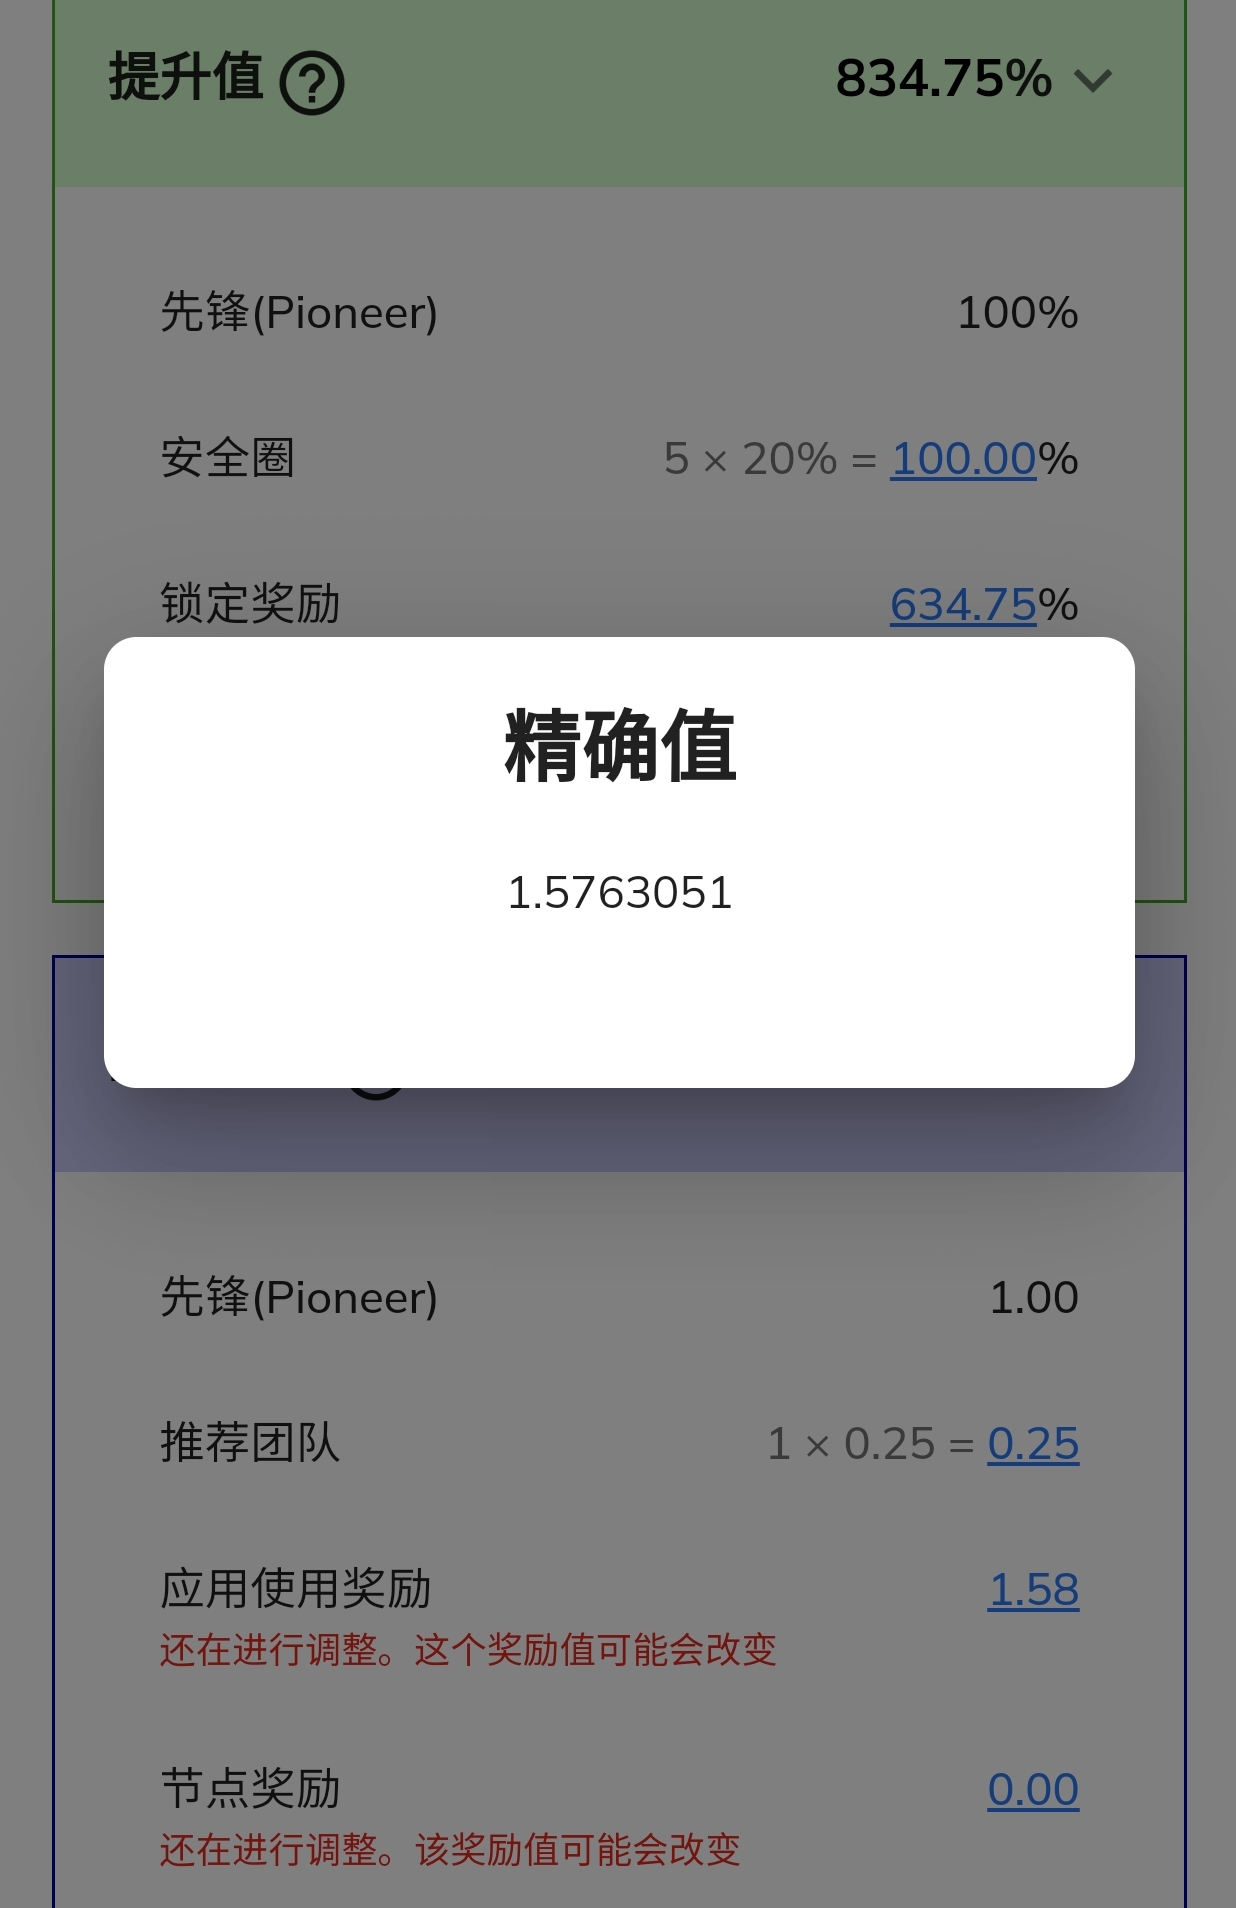 提升值 ? 834.75%
先锋(Pioneer) 100%
安全圈 5 × 20% = 100.00%
锁定奖励 634.75%
精确值
1.5763051
先锋(Pioneer) 1.00
推荐团队 1 × 0.25 = 0.25
应用使用奖励 1.58
还在进行调整。这个奖励值可能会改变
节点奖励 0.00
还在进行调整。该奖励值可能会改变